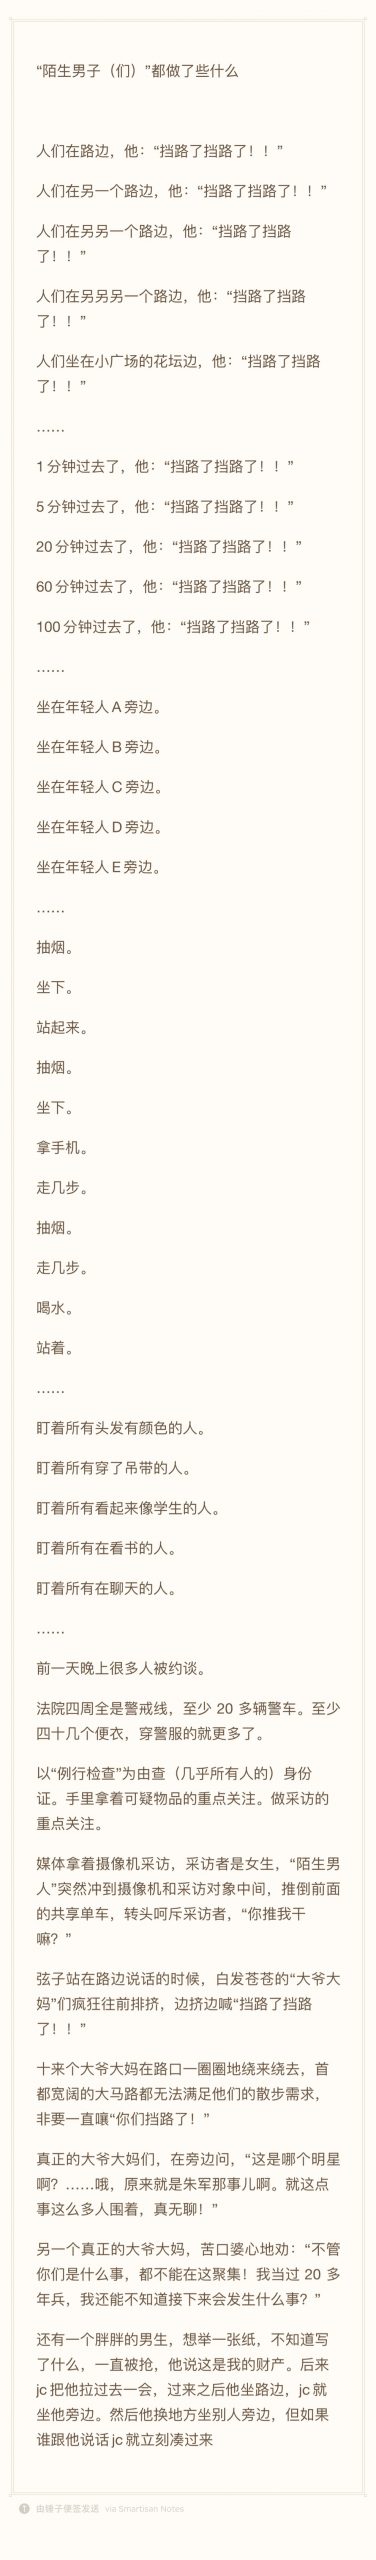 “陌生男子（们）”都做了些什么
人们在路边，他：“挡路了挡路了！！”
人们在另一个路边，他：“挡路了挡路了！！”
人们在另另一个路边，他：“挡路了挡路
了！！”
人们在另另另一个路边，他：“挡路了挡路
了！！”
人们坐在小广场的花坛边，他：“挡路了挡路
了！！”
……
1 分钟过去了，他：“挡路了挡路了！！”
5 分钟过去了，他：“挡路了挡路了！！”
20 分钟过去了，他：“挡路了挡路了！！”
60 分钟过去了，他：“挡路了挡路了！！”
100 分钟过去了，他：“挡路了挡路了！！”
……
坐在年轻人 A 旁边。
坐在年轻人 B 旁边。
坐在年轻人 C 旁边。
坐在年轻人 D 旁边。
坐在年轻人 E 旁边。
……
抽烟。
坐下。
站起来。
抽烟。
坐下。
拿手机。
走几步。
抽烟。
走几步。
喝水。
站着。
……
盯着所有头发有颜色的人。
盯着所有穿了吊带的人。
盯着所有看起来像学生的人。
盯着所有在看书的人。
盯着所有在聊天的人。
……
前一天晚上很多人被约谈。
法院四周全是警戒线，至少 20 多辆警车。至少
四十几个便衣，穿警服的就更多了。
以“例行检查”为由查（几乎所有人的）身份
证。手里拿着可疑物品的重点关注。做采访的
重点关注。
媒体拿着摄像机采访，采访者是女生，“陌生男
人”突然冲到摄像机和采访对象中间，推倒前面
的共享单车，转头呵斥采访者，“你推我干
嘛？”
弦子站在路边说话的时候，白发苍苍的“大爷大
妈”们疯狂往前排挤，边挤边喊“挡路了挡路
了！！”
十来个大爷大妈在路口一圈圈地绕来绕去，首
都宽阔的大马路都无法满足他们的散步需求，
非要一直嚷“你们挡路了！”
真正的大爷大妈们，在旁边问，“这是哪个明星
啊？……哦，原来就是朱军那事儿啊。就这点
事这么多人围着，真无聊！”
另一个真正的大爷大妈，苦口婆心地劝：“不管
你们是什么事，都不能在这聚集！我当过 20 多
年兵，我还能不知道接下来会发生什么事？”
还有一个胖胖的男生，想举一张纸，不知道写
了什么，一直被抢，他说这是我的财产。后来
jc 把他拉过去一会，过来之后他坐路边，jc 就
坐他旁边。然后他换地方坐别人旁边，但如果
谁跟他说话 jc 就立刻凑过来
由锤子便签发送 via Smartisan Notes